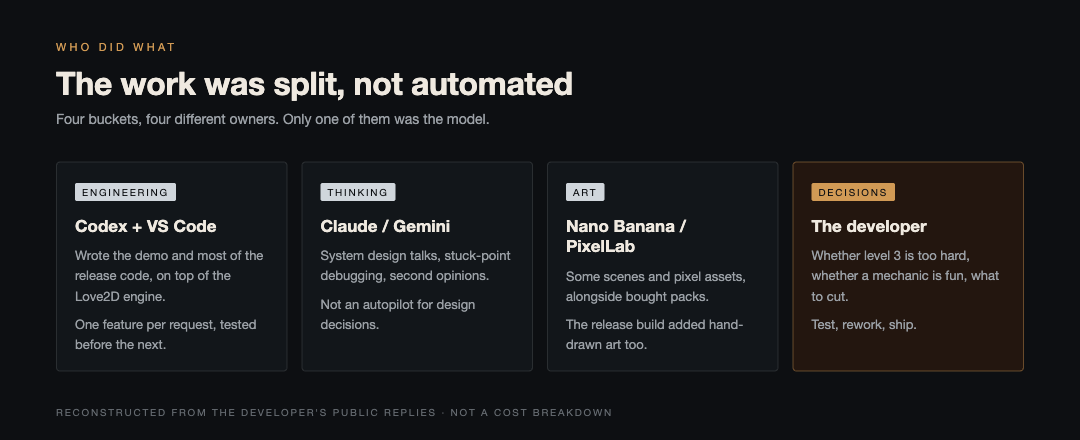 WHO DID WHAT
The work was split, not automated
Four buckets, four different owners. Only one of them was the model.
ENGINEERING
Codex + VS Code
Wrote the demo and most of the
release code, on top of the
Love2D engine.
One feature per request, tested
before the next.
THINKING
Claude / Gemini
System design talks, stuck-point
debugging, second opinions.
Not an autopilot for design
decisions.
ART
Nano Banana /
PixelLab
Some scenes and pixel assets,
alongside bought packs.
The release build added hand-
drawn art too.
DECISIONS
The developer
Whether level 3 is too hard,
whether a mechanic is fun, what
to cut.
Test, rework, ship.
RECONSTRUCTED FROM THE DEVELOPER'S PUBLIC REPLIES · NOT A COST BREAKDOWN